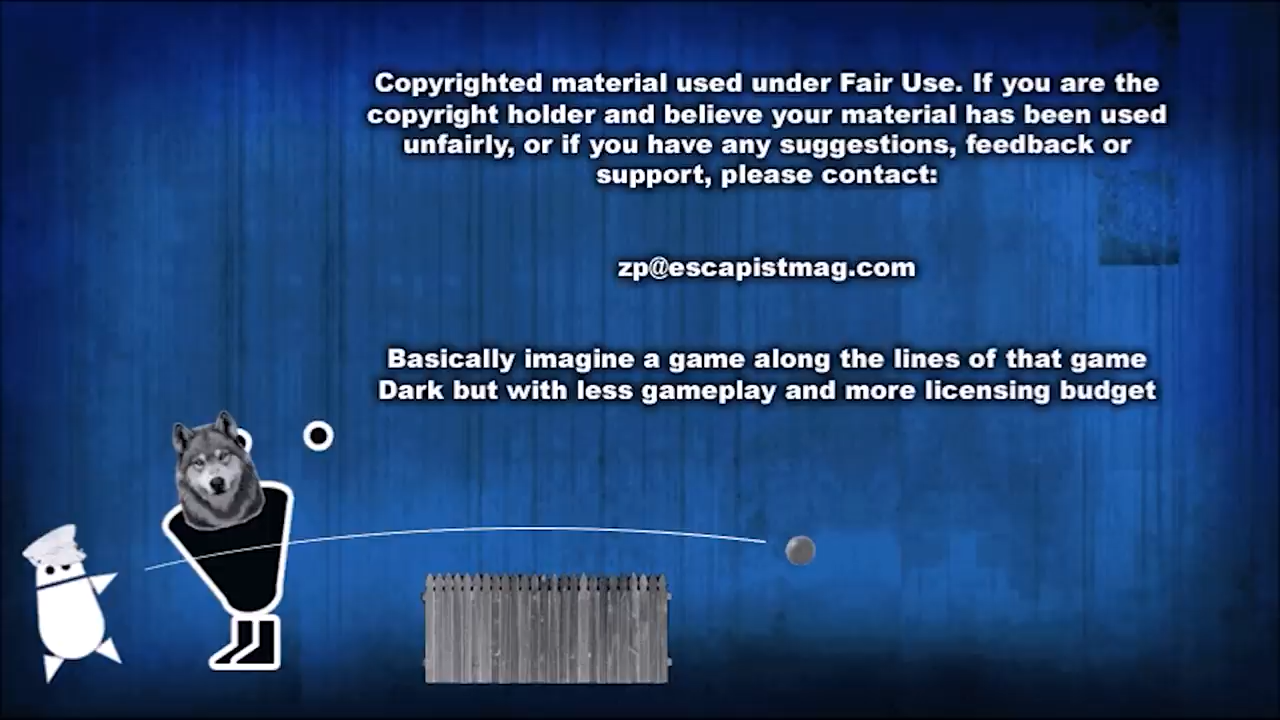 Copyrighted material used under Fair Use. If you are the
copyright holder and believe your material has been used
unfairly, or if you have any suggestions, feedback or
support, please contact:
zp@escapistmag.com
Basically imagine a game along the lines of that game
Dark but with less gameplay and more licensing budget